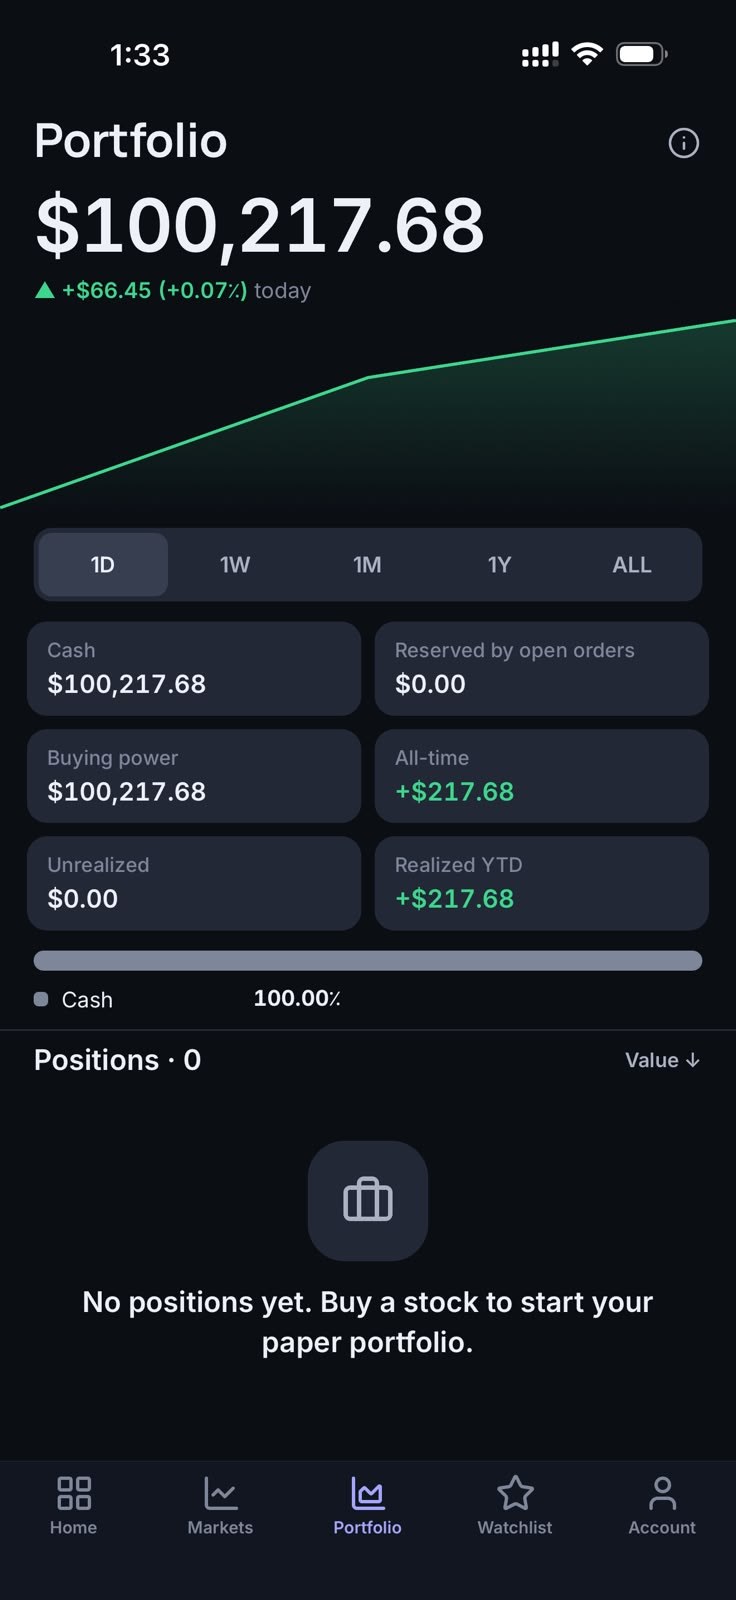 1:33
Portfolio
$100,217.68
▲ +$66.45 (+0.07%) today
1D 1W 1M 1Y ALL
Cash
$100,217.68
Reserved by open orders
$0.00
Buying power
$100,217.68
All-time
+$217.68
Unrealized
$0.00
Realized YTD
+$217.68
Cash 100.00%
Positions · 0
Value ↓
No positions yet. Buy a stock to start your
paper portfolio.
Home Markets Portfolio Watchlist Account